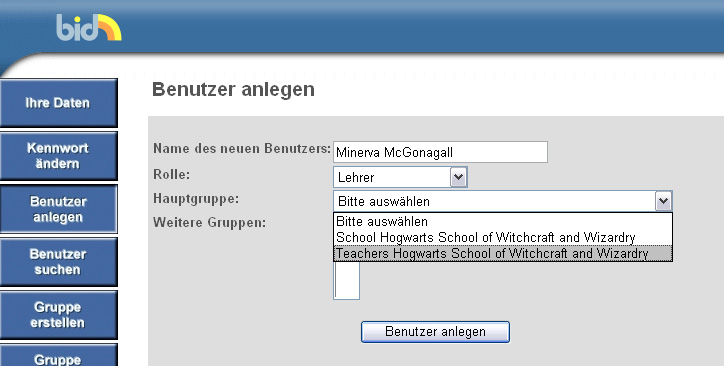 bid
Ihre Daten
Kennwort
ändern
Benutzer
anlegen
Benutzer
suchen
Gruppe
erstellen
Gruppe
Benutzer anlegen
Name des neuen Benutzers: Minerva McGonagall
Rolle: Lehrer
Hauptgruppe: Bitte auswählen
Weitere Gruppen:
Bitte auswählen
School Hogwarts School of Witchcraft and Wizardry
Teachers Hogwarts School of Witchcraft and Wizardry
Benutzer anlegen